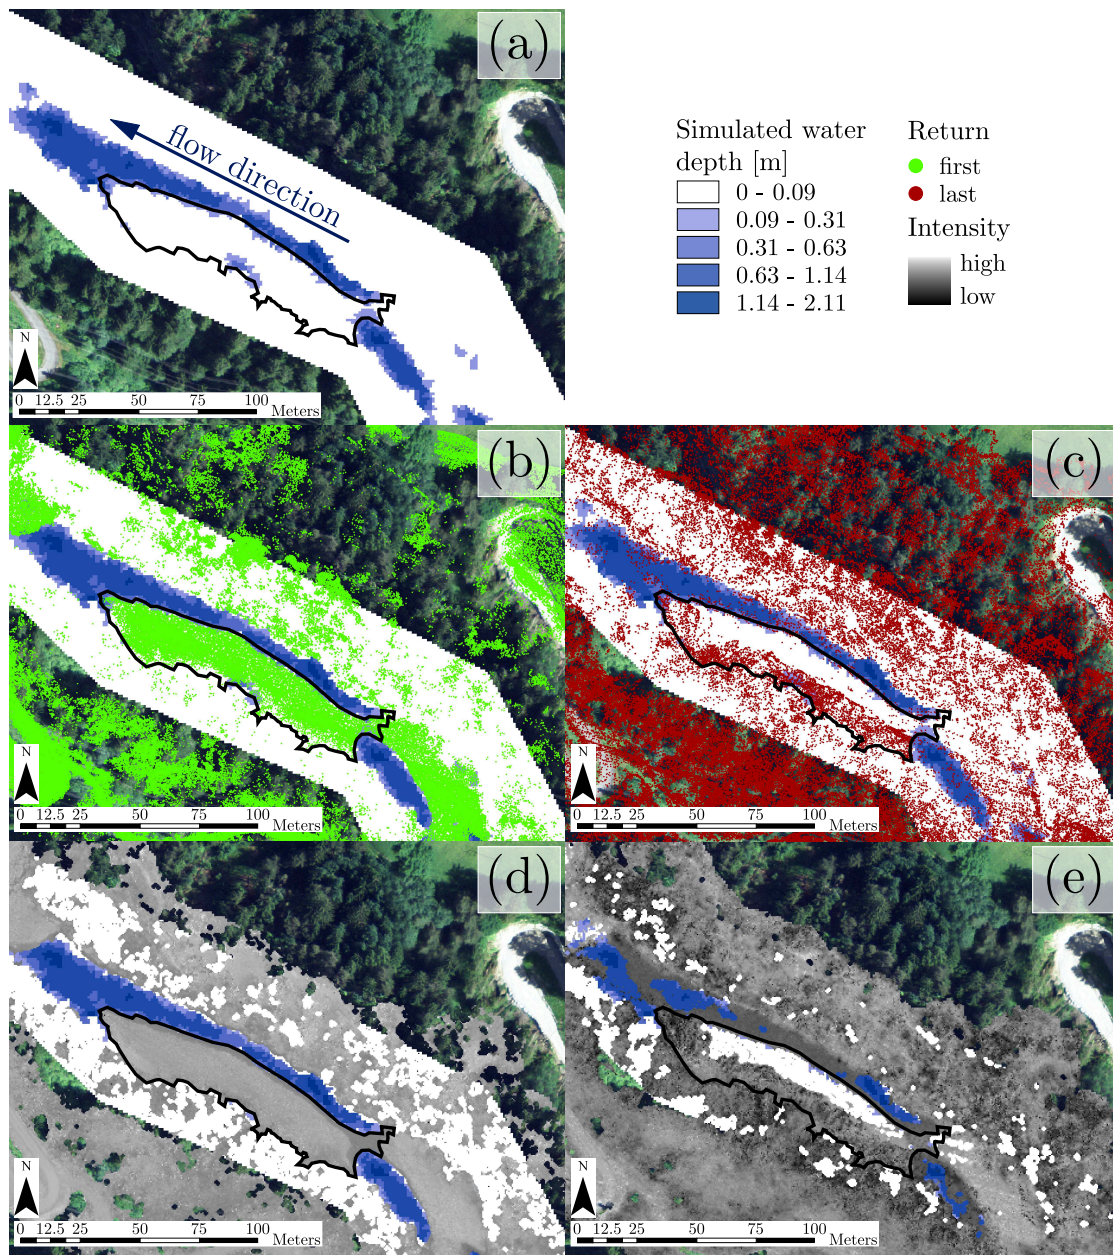 (a)
flow direction
N
0 12.5 25 50 75 100
Meters
Simulated water
depth [m]
0 - 0.09
0.09 - 0.31
0.31 - 0.63
0.63 - 1.14
1.14 - 2.11
Return
first
last
Intensity
high
low
(b)
N
0 12.5 25 50 75 100
Meters
(c)
N
0 12.5 25 50 75 100
Meters
(d)
N
0 12.5 25 50 75 100
Meters
(e)
N
0 12.5 25 50 75 100
Meters